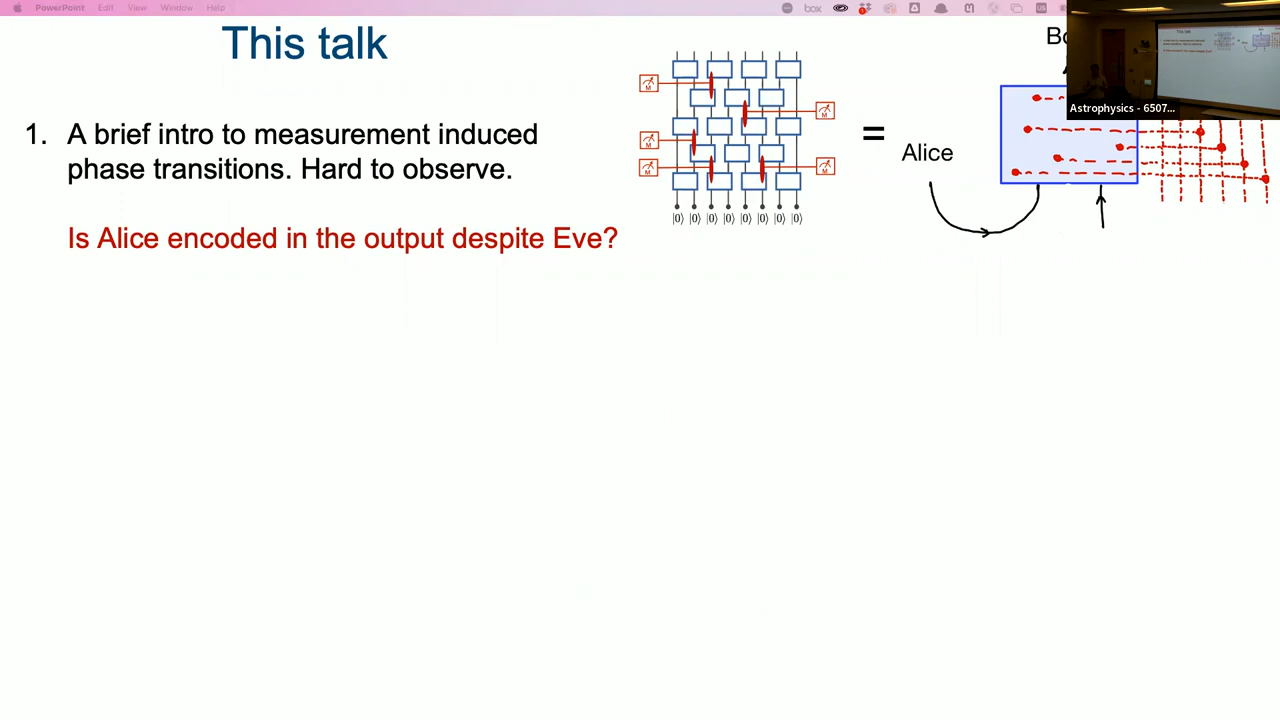 PowerPoint Edit View Window Help
box
This talk
1. A brief intro to measurement induced
phase transitions. Hard to observe.
Is Alice encoded in the output despite Eve?
M
M
M
M
M
|0⟩ |0⟩ |0⟩ |0⟩ |0⟩ |0⟩ |0⟩ |0⟩
=
Alice
Astrophysics - 6507...